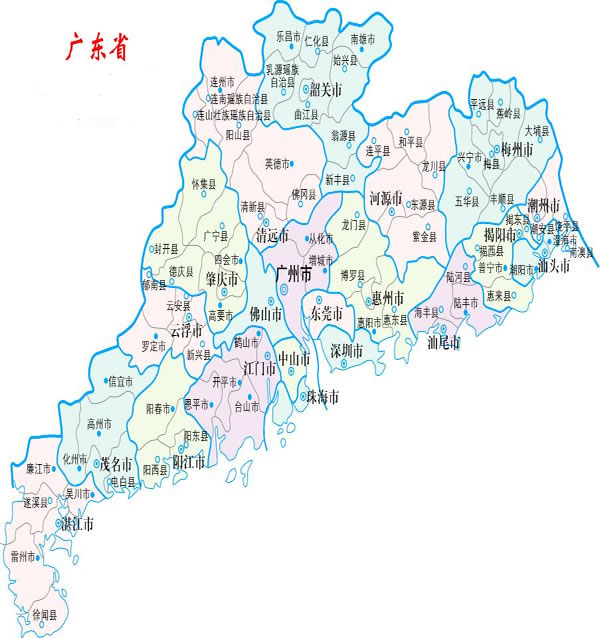 广东省
乐昌市
仁化县
南雄市
乳源瑶族
自治县
始兴县
韶关市
曲江县
连州市
连南瑶族自治县
连山壮族瑶族自治县
阳山县
翁源县
新丰县
英德市
佛冈县
清新县
清远市
连平县
和平县
龙川县
河源市
东源县
紫金县
平远县
蕉岭县
大埔县
兴宁市
梅县
梅州市
五华县
丰顺县
潮州市
饶平县
潮安县
揭东县
揭阳市
澄海市
南澳县
汕头市
揭西县
普宁市
潮阳市
惠来县
陆河县
陆丰市
海丰县
汕尾市
怀集县
广宁县
封开县
四会市
德庆县
肇庆市
郁南县
高要市
云安县
云浮市
罗定市
新兴县
从化市
增城市
广州市
龙门县
博罗县
惠州市
惠阳市
惠东县
佛山市
东莞市
深圳市
鹤山市
江门市
中山市
珠海市
开平市
恩平市
台山市
信宜市
高州市
化州市
茂名市
电白县
阳春市
阳东县
阳西县
阳江市
廉江市
吴川市
遂溪县
湛江市
雷州市
徐闻县